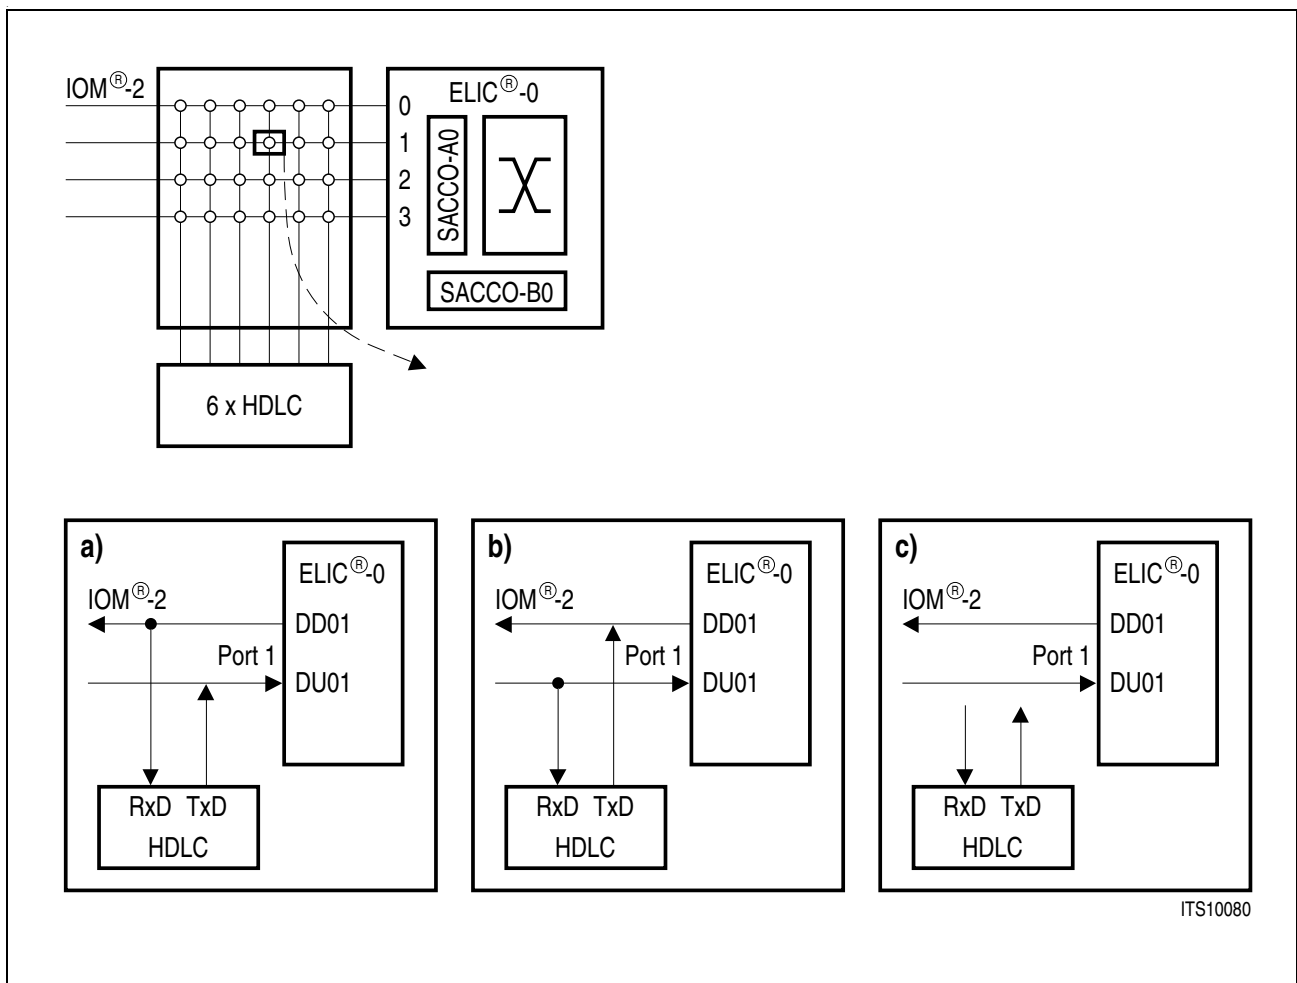 IOM®-2
ELIC®-0
0
1
2
3
SACCO-A0
SACCO-B0
6 x HDLC
a)
ELIC®-0
IOM®-2
DD01
Port 1
DU01
RxD TxD
HDLC
b)
ELIC®-0
IOM®-2
DD01
Port 1
DU01
RxD TxD
HDLC
c)
ELIC®-0
IOM®-2
DD01
Port 1
DU01
RxD TxD
HDLC
ITS10080